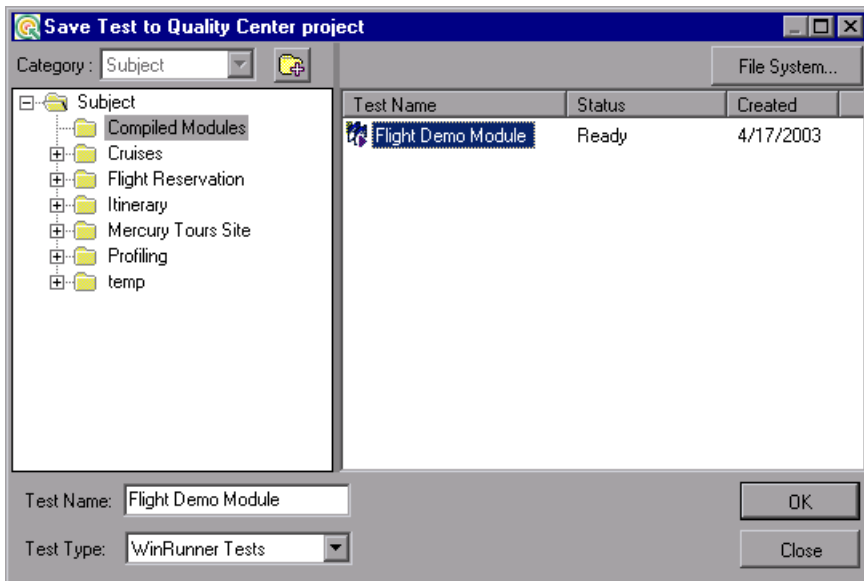 Save Test to Quality Center project
Category : Subject
File System...
Subject
Compiled Modules
Cruises
Flight Reservation
Itinerary
Mercury Tours Site
Profiling
temp
Test Name Status Created
Flight Demo Module Ready 4/17/2003
Test Name: Flight Demo Module
OK
Test Type: WinRunner Tests
Close